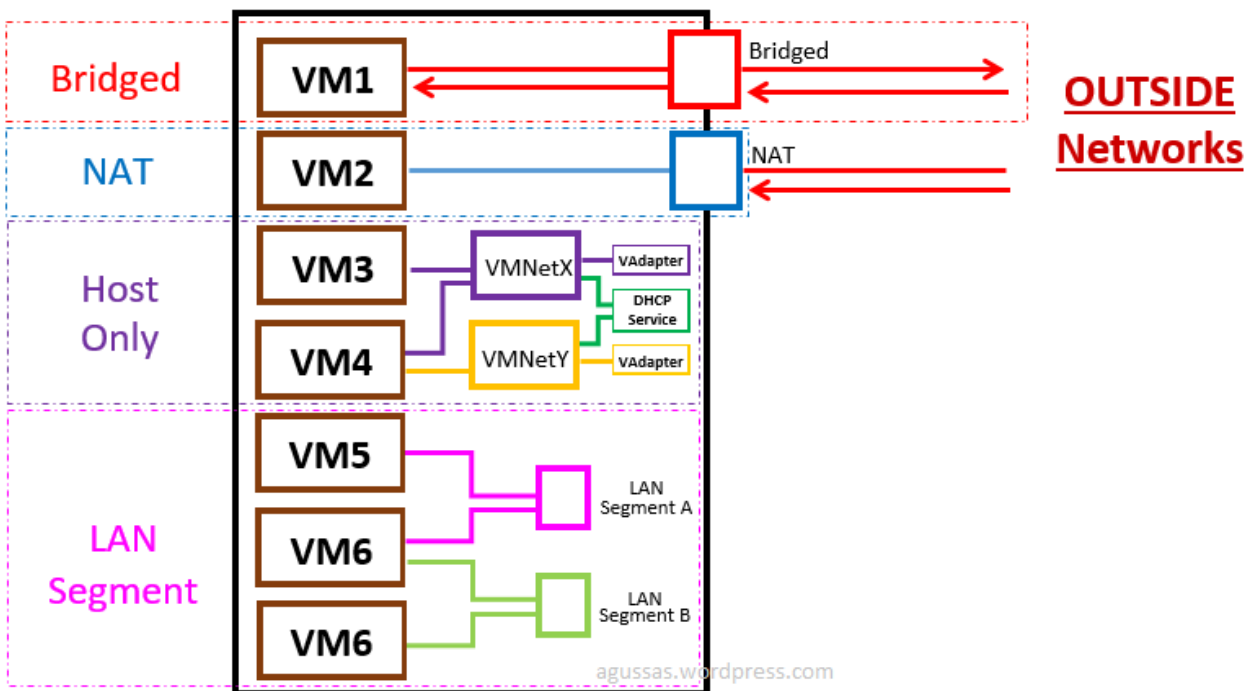 Bridged
VM1
Bridged
OUTSIDE
Networks
NAT
VM2
NAT
Host
Only
VM3
VMNetX
VAdapter
DHCP
Service
VM4
VMNetY
VAdapter
LAN
Segment
VM5
LAN
Segment A
VM6
LAN
Segment B
VM6
agussas.wordpress.com